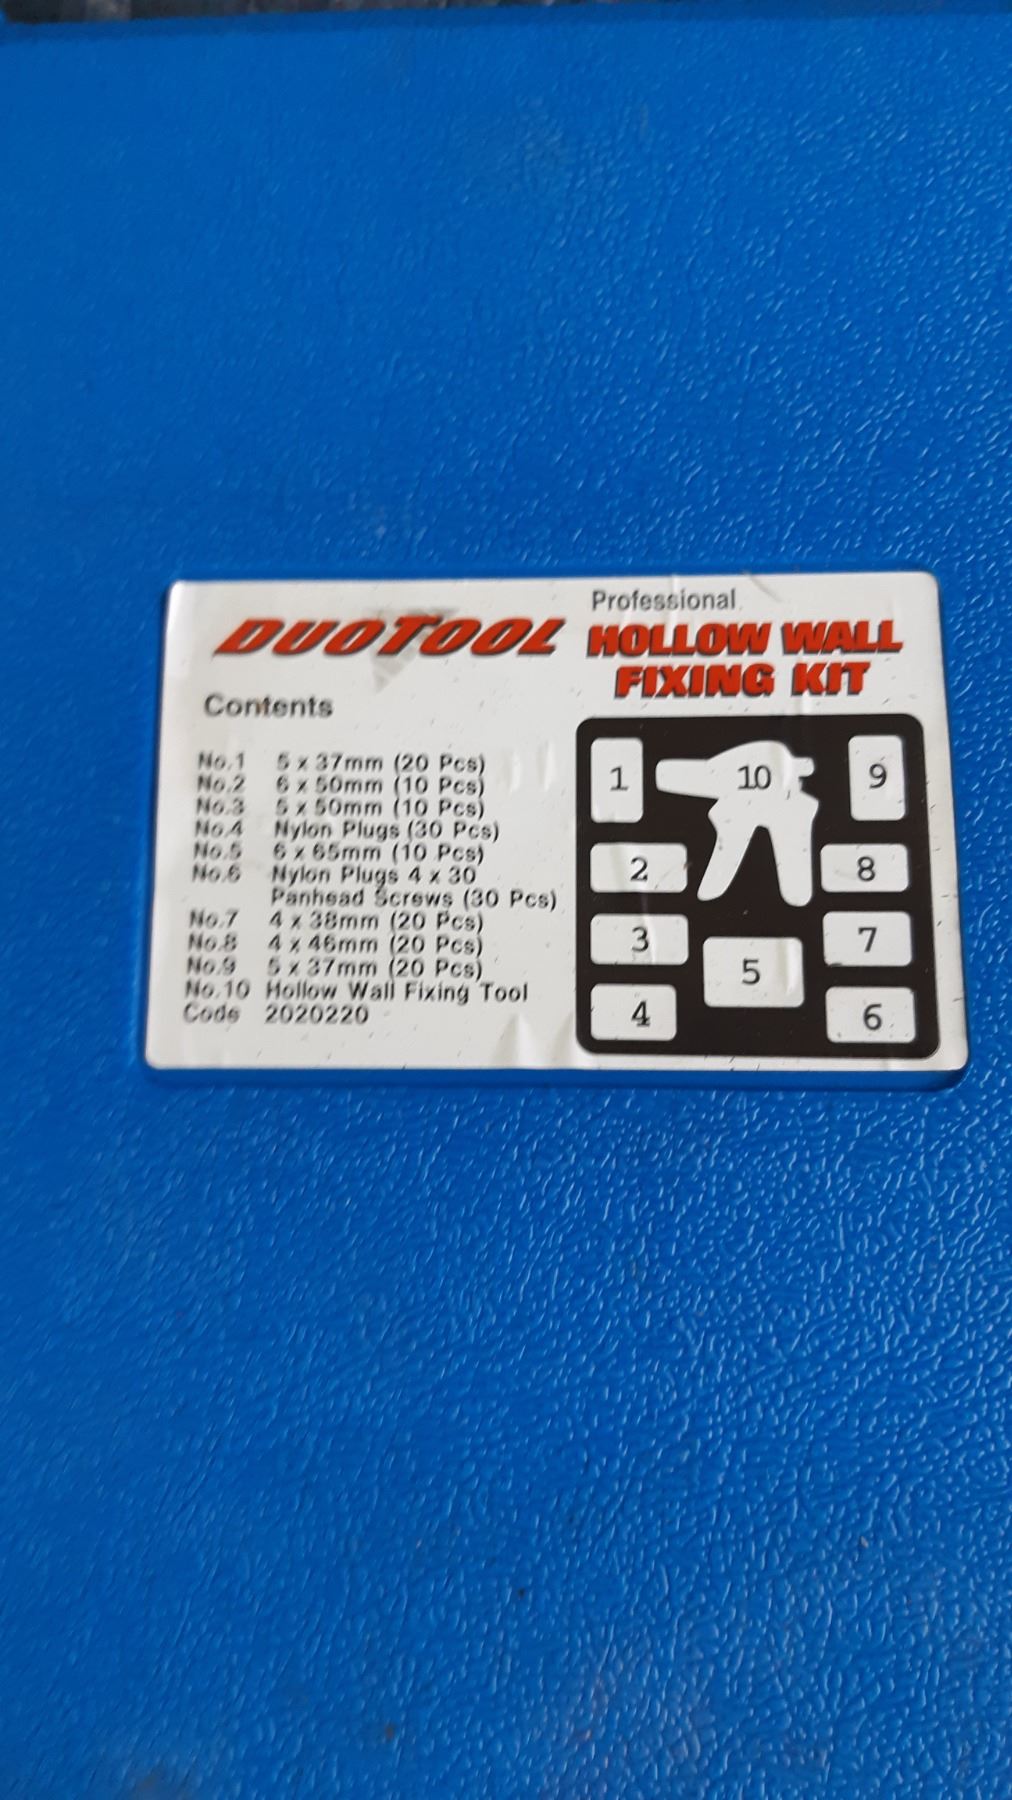 DUOTOOL
Professional
HOLLOW WALL
FIXING KIT
Contents
No.1 5 x 37mm (20 Pcs)
No.2 6 x 50mm (10 Pcs)
No.3 5 x 50mm (10 Pcs)
No.4 Nylon Plugs (30 Pcs)
No.5 6 x 65mm (10 Pcs)
No.6 Nylon Plugs 4 x 30
Panhead Screws (30 Pcs)
No.7 4 x 38mm (20 Pcs)
No.8 4 x 46mm (20 Pcs)
No.9 5 x 37mm (20 Pcs)
No.10 Hollow Wall Fixing Tool
Code 2020220
1 10 9
2 8
3 7
5
4 6